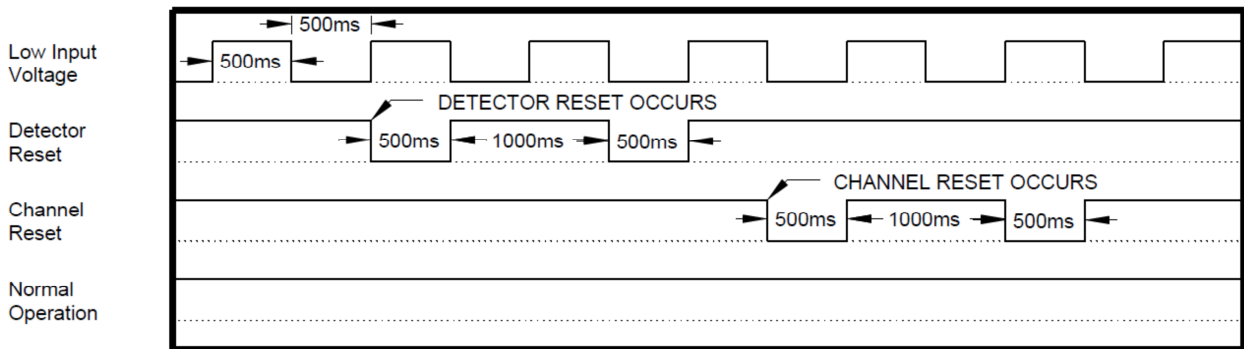 500ms
Low Input
Voltage
500ms
DETECTOR RESET OCCURS
Detector
Reset
500ms 1000ms 500ms
CHANNEL RESET OCCURS
Channel
Reset
500ms 1000ms 500ms
Normal
Operation